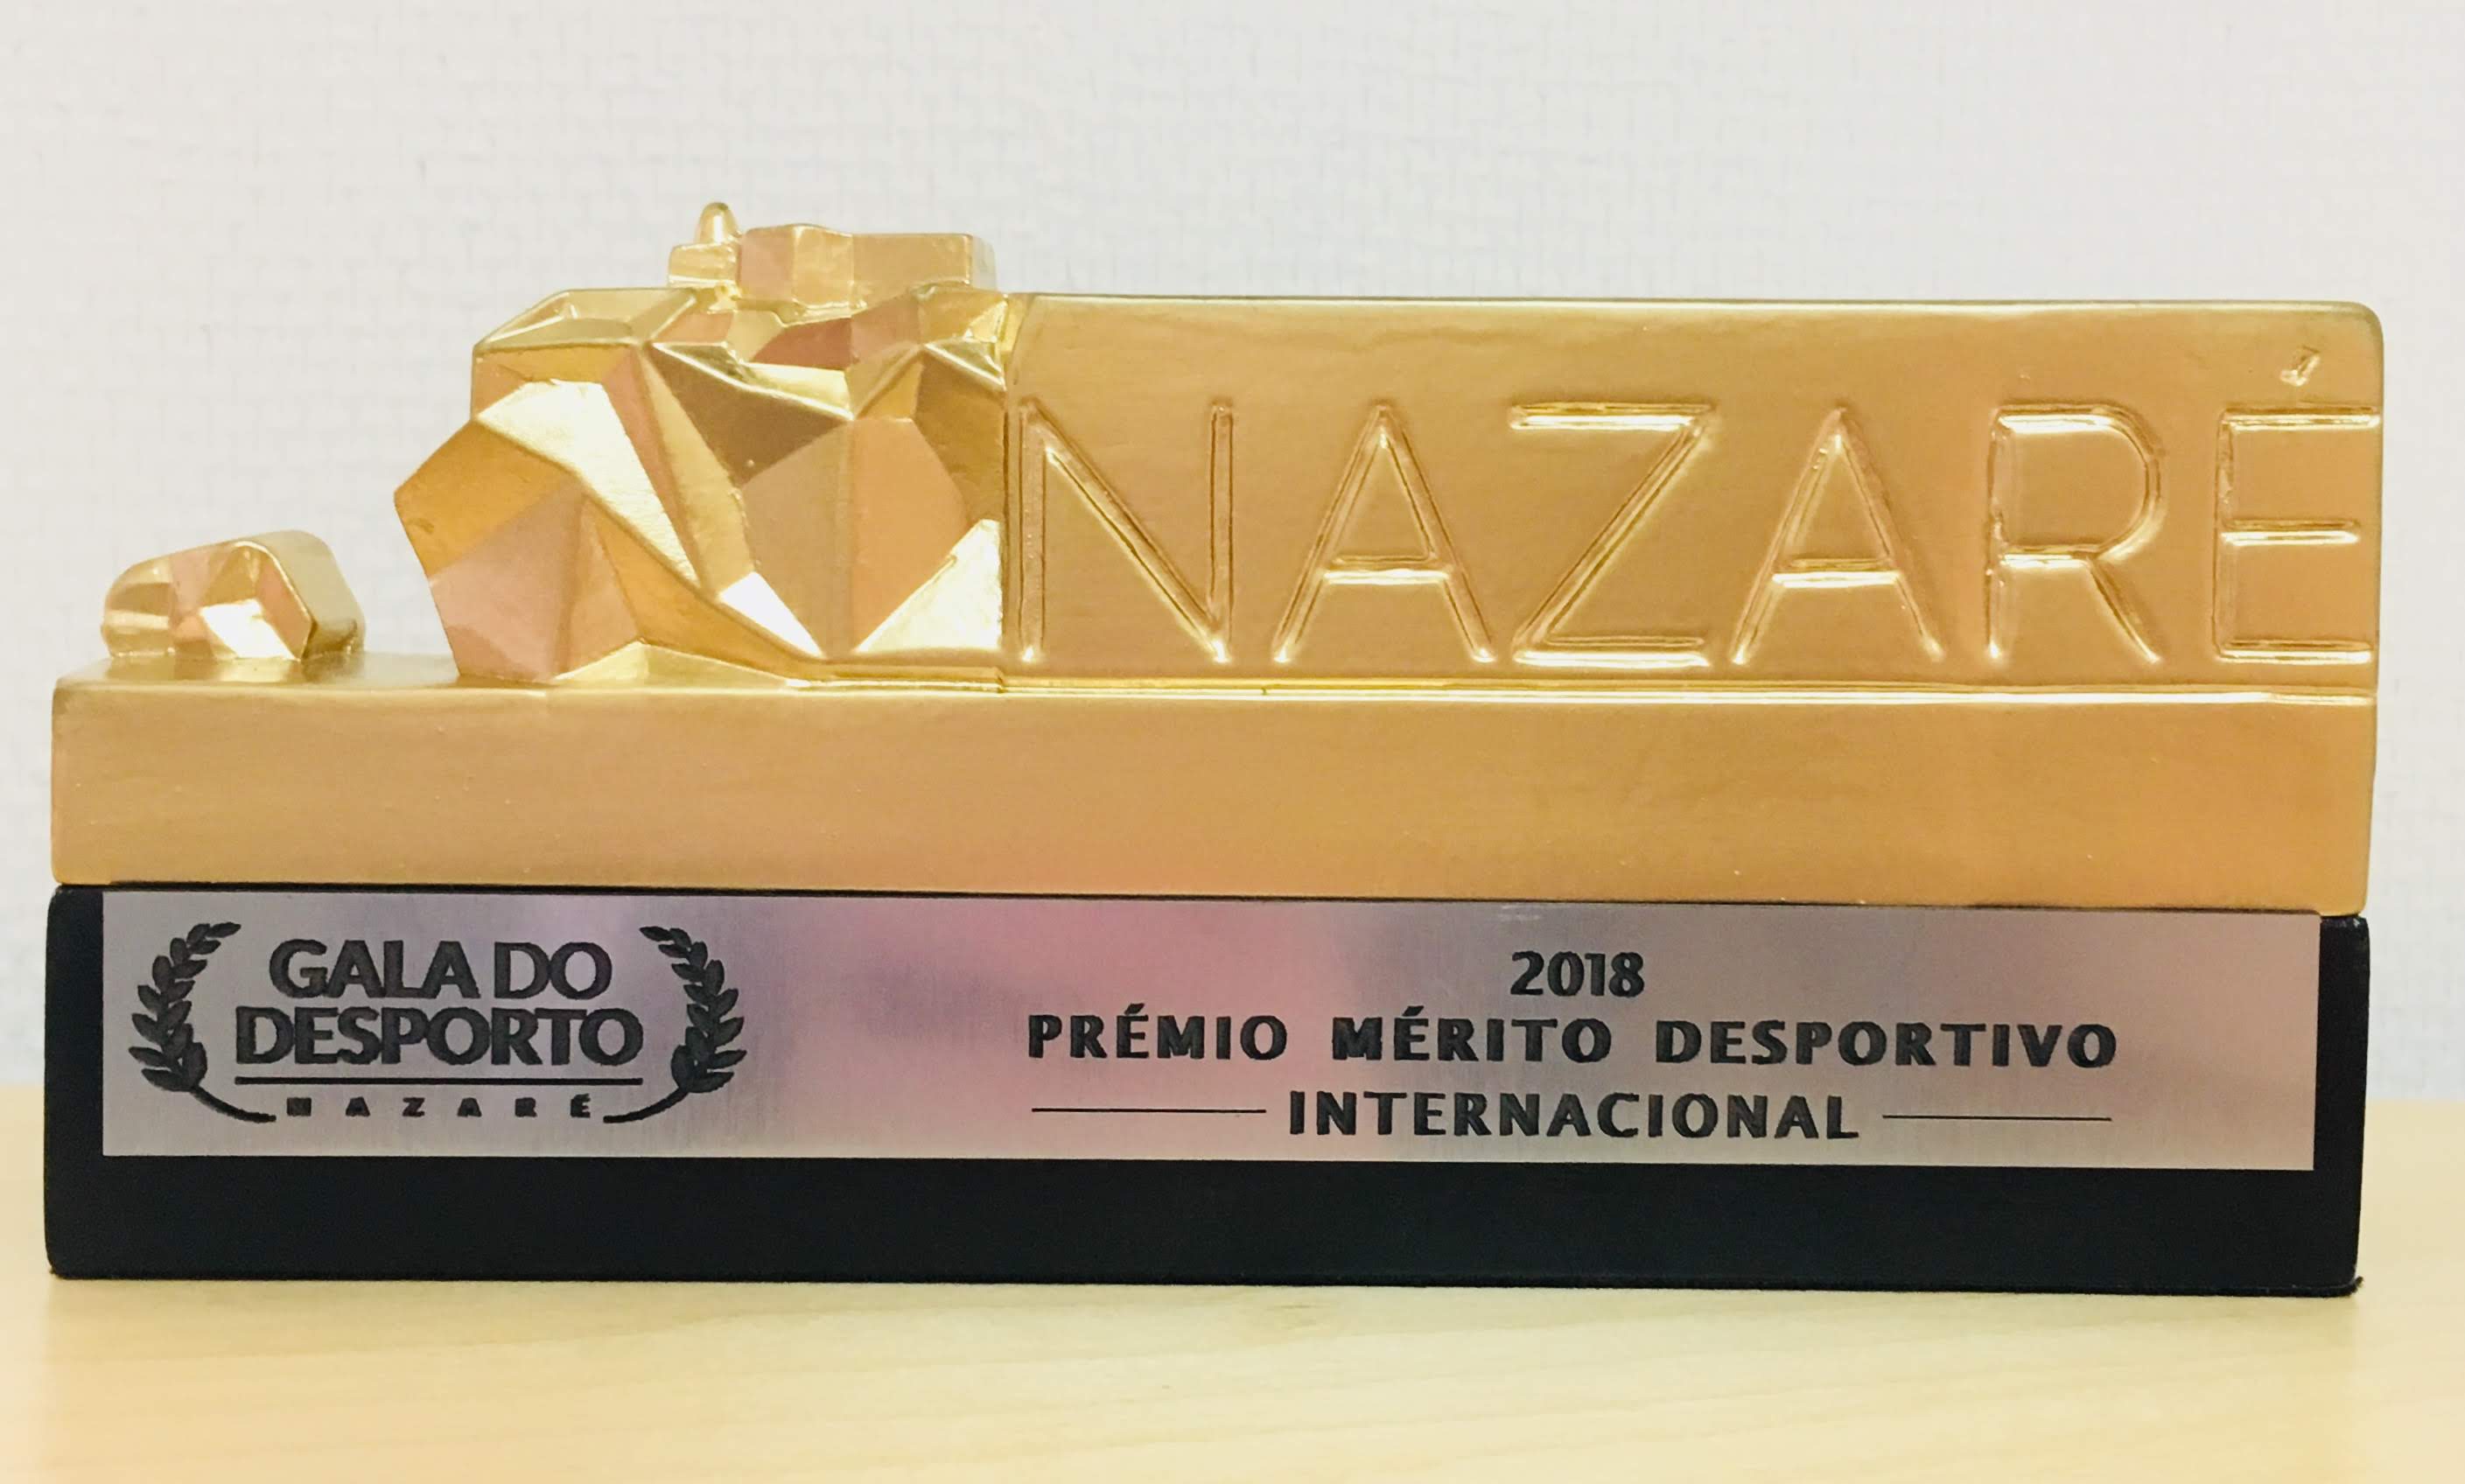 NAZARÉ
GALA DO
DESPORTO
NAZARÉ
2018
PRÉMIO MÉRITO DESPORTIVO
INTERNACIONAL